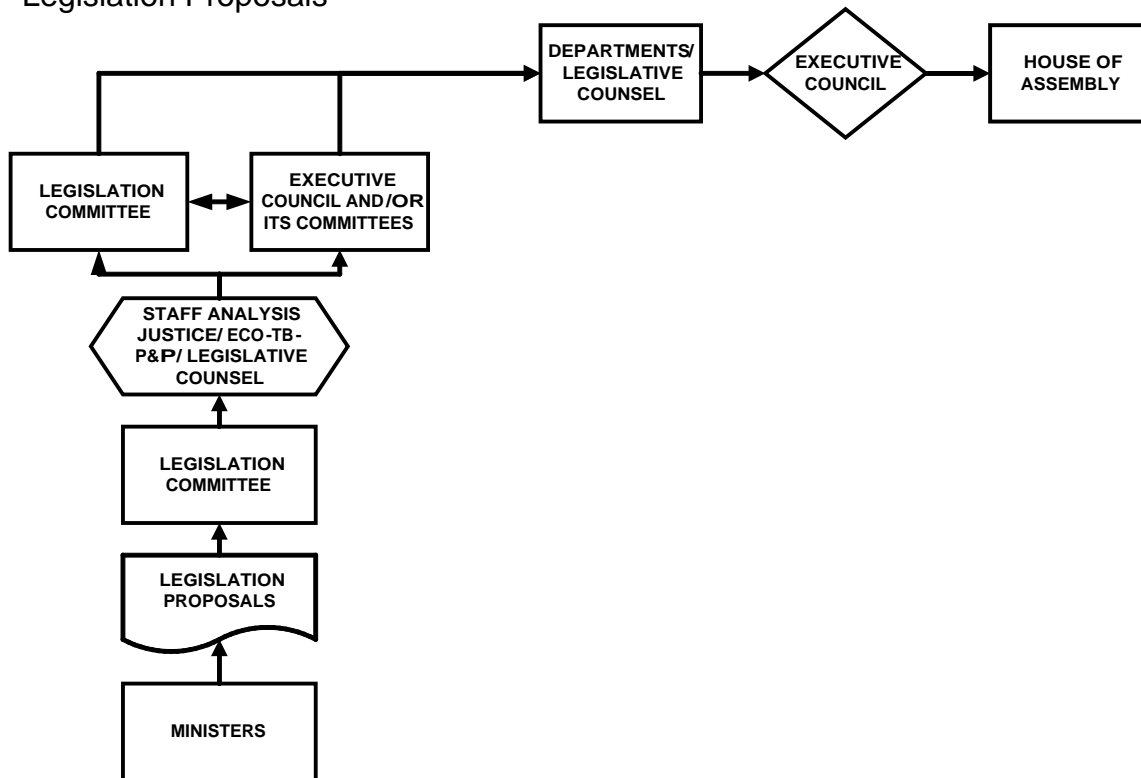 Legislation Proposals
DEPARTMENTS/
LEGISLATIVE
COUNSEL
EXECUTIVE
COUNCIL
HOUSE OF
ASSEMBLY
LEGISLATION
COMMITTEE
EXECUTIVE
COUNCIL AND/OR
ITS COMMITTEES
STAFF ANALYSIS
JUSTICE/ ECO-TB-
P&P/ LEGISLATIVE
COUNSEL
LEGISLATION
COMMITTEE
LEGISLATION
PROPOSALS
MINISTERS